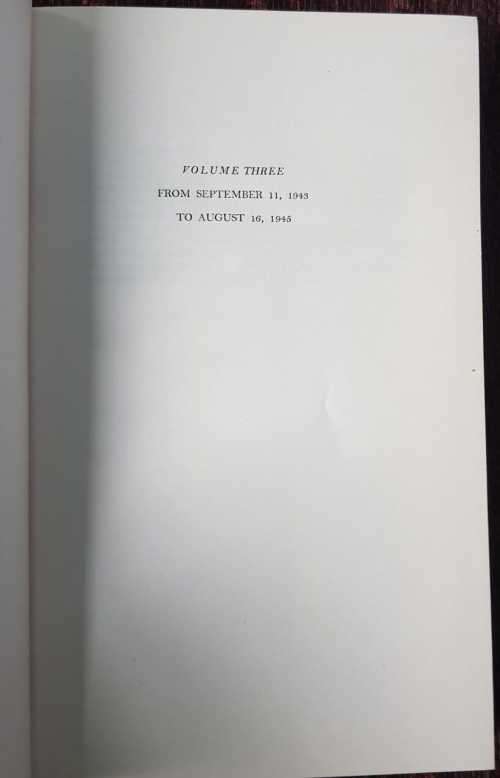 VOLUME THREE
FROM SEPTEMBER 11, 1943
TO AUGUST 16, 1945